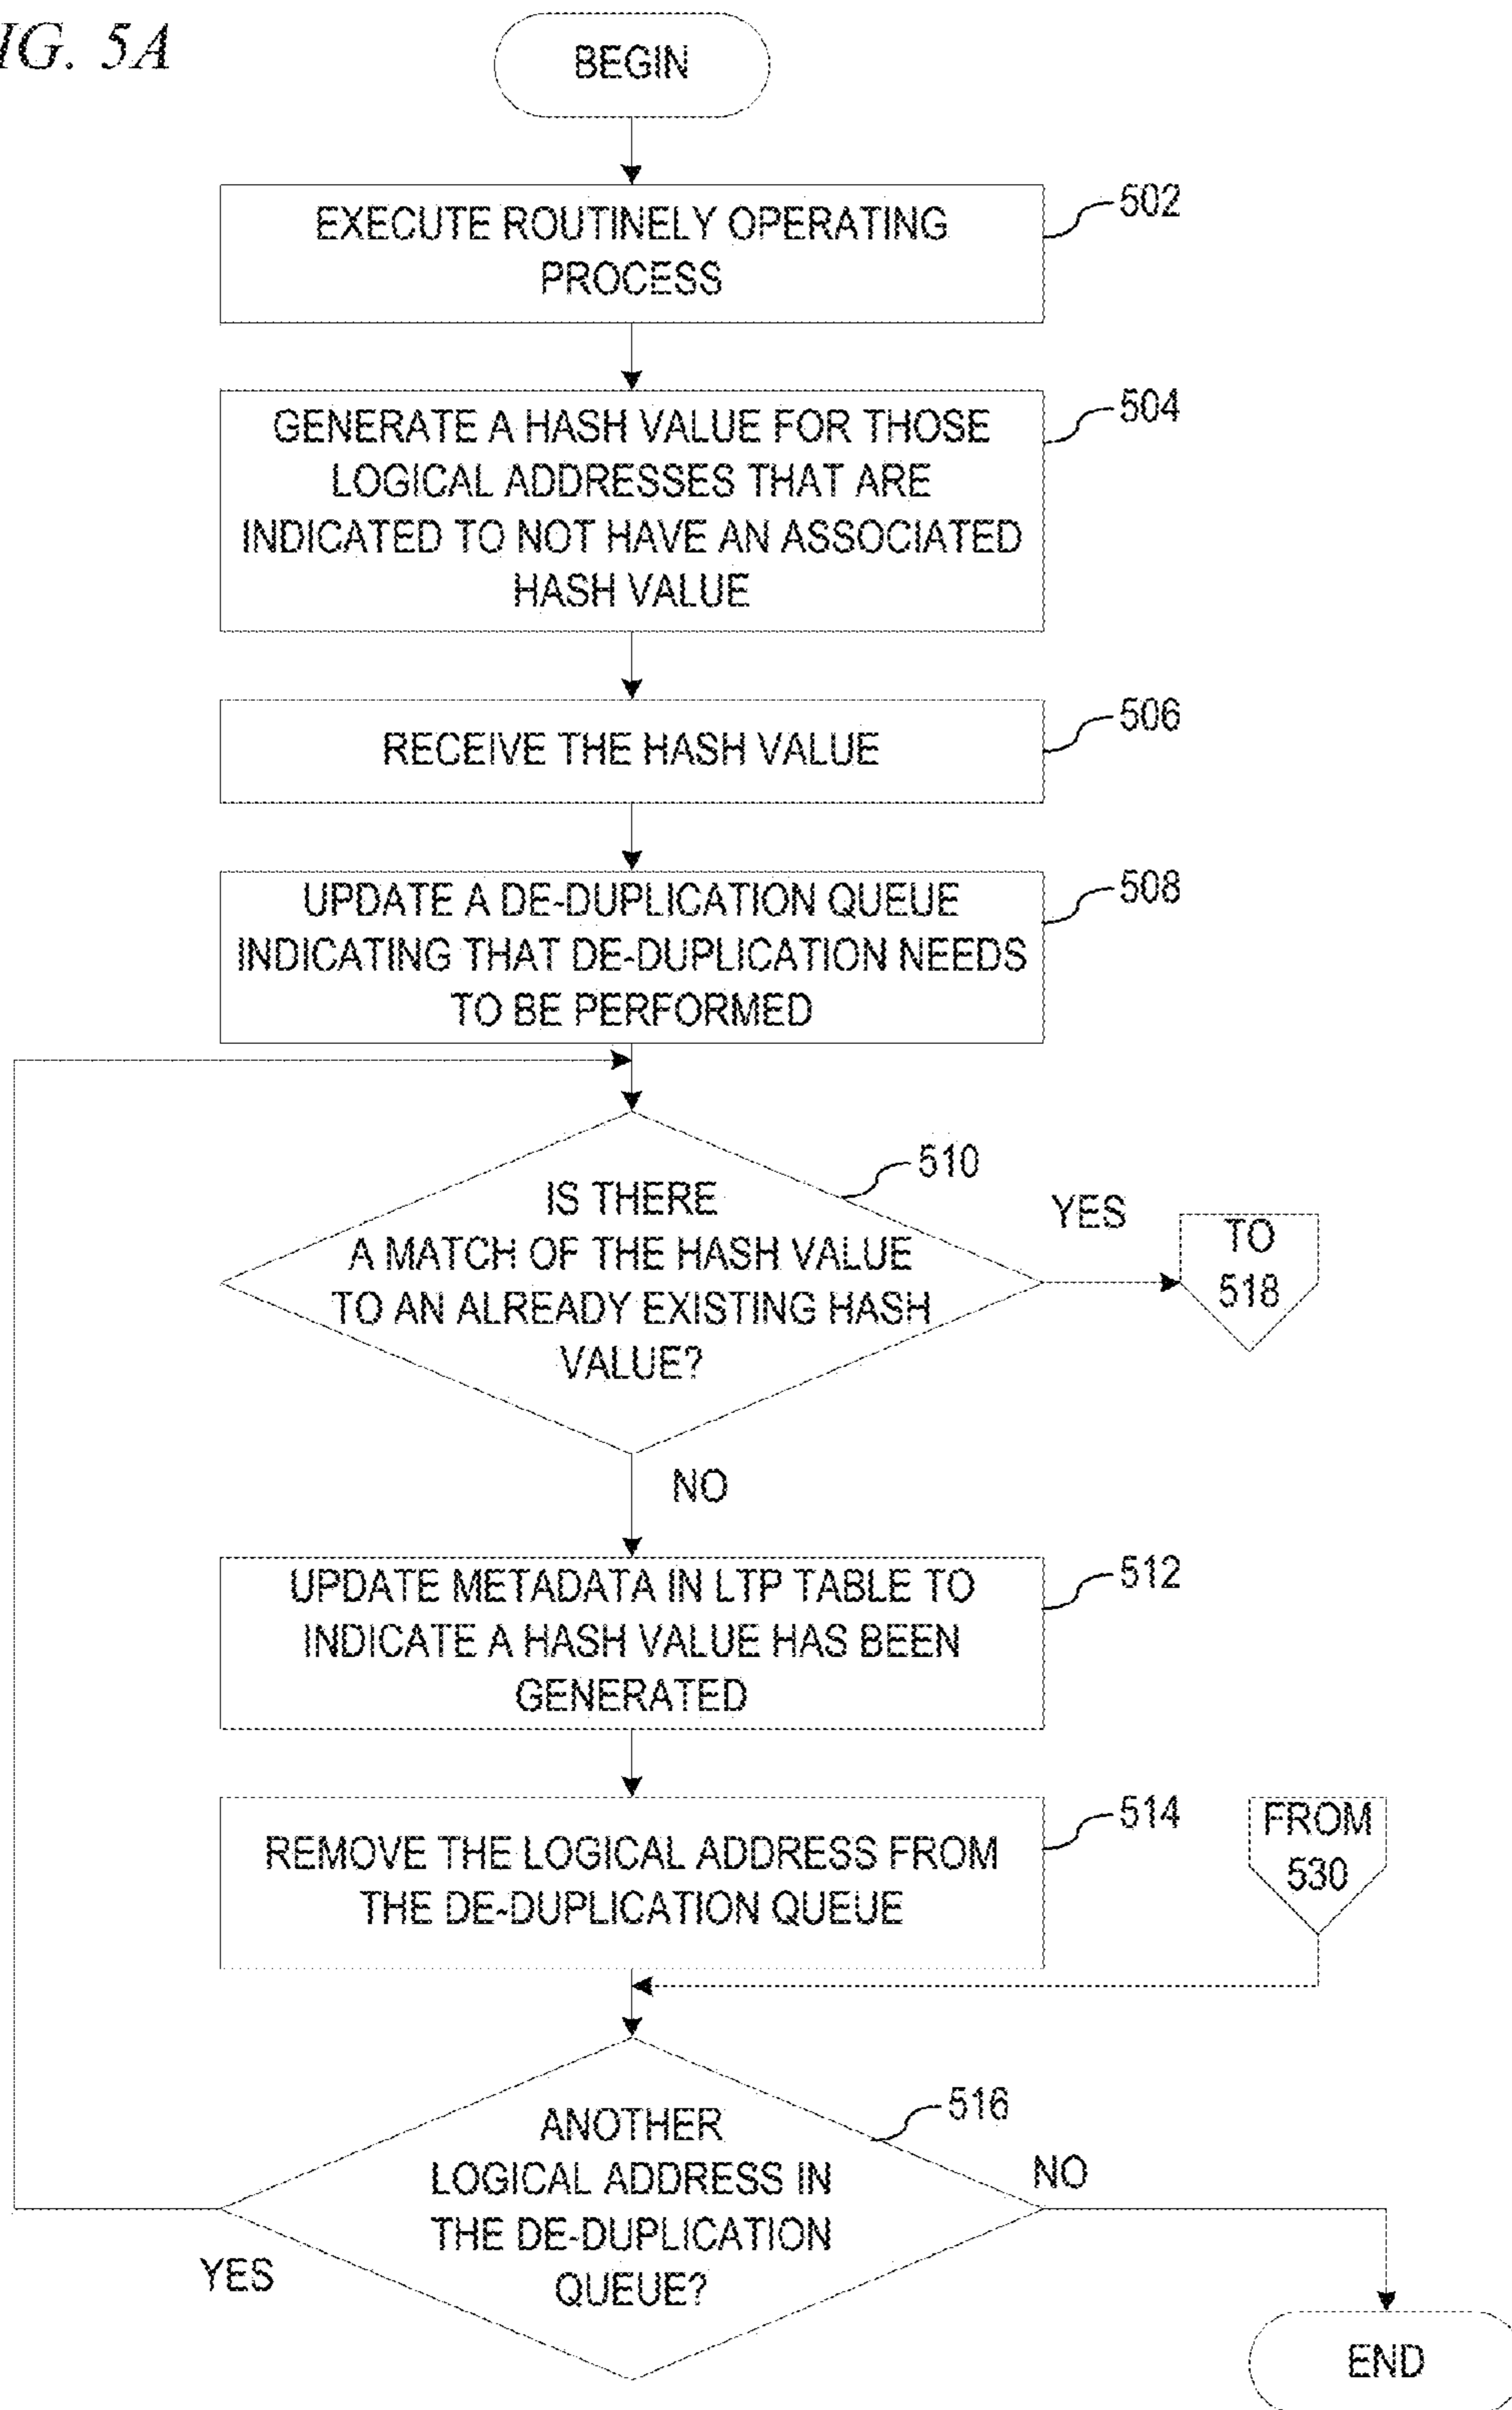 IG. 5A
BEGIN
502
EXECUTE ROUTINELY OPERATING
PROCESS
504
GENERATE A HASH VALUE FOR THOSE
LOGICAL ADDRESSES THAT ARE
INDICATED TO NOT HAVE AN ASSOCIATED
HASH VALUE
506
RECEIVE THE HASH VALUE
508
UPDATE A DE-DUPLICATION QUEUE
INDICATING THAT DE-DUPLICATION NEEDS
TO BE PERFORMED
510
IS THERE
A MATCH OF THE HASH VALUE
TO AN ALREADY EXISTING HASH
VALUE?
YES
TO
518
NO
512
UPDATE METADATA IN LTP TABLE TO
INDICATE A HASH VALUE HAS BEEN
GENERATED
514
REMOVE THE LOGICAL ADDRESS FROM
THE DE-DUPLICATION QUEUE
FROM
530
516
ANOTHER
LOGICAL ADDRESS IN
THE DE-DUPLICATION
QUEUE?
NO
YES
END